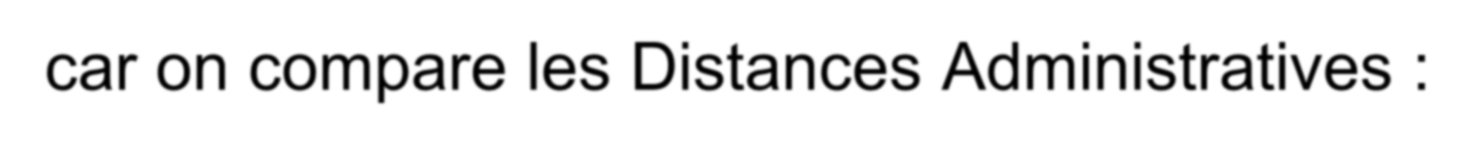 car on compare les Distances Administratives :